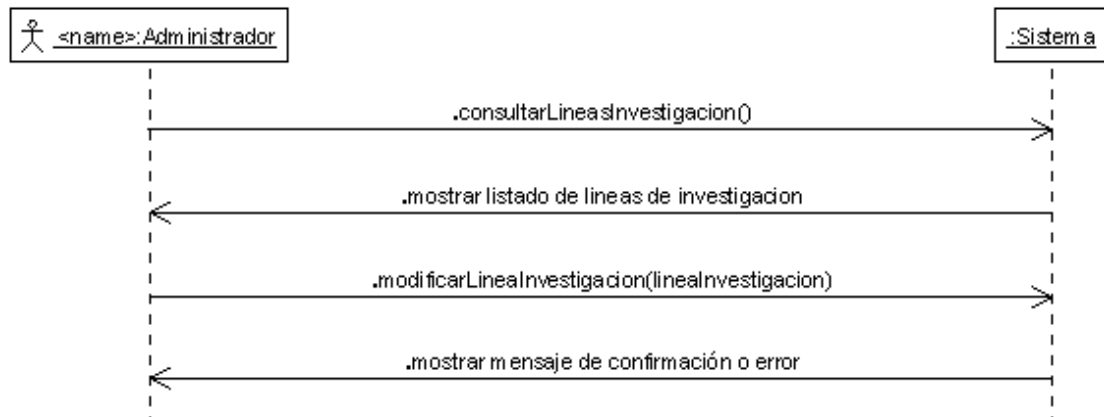 <name>:Administrador
:Sistema
.consultarLineasInvestigacion()
.mostrar listado de lineas de investigacion
.modificarLineaInvestigacion(lineaInvestigacion)
.mostrar mensaje de confirmación o error